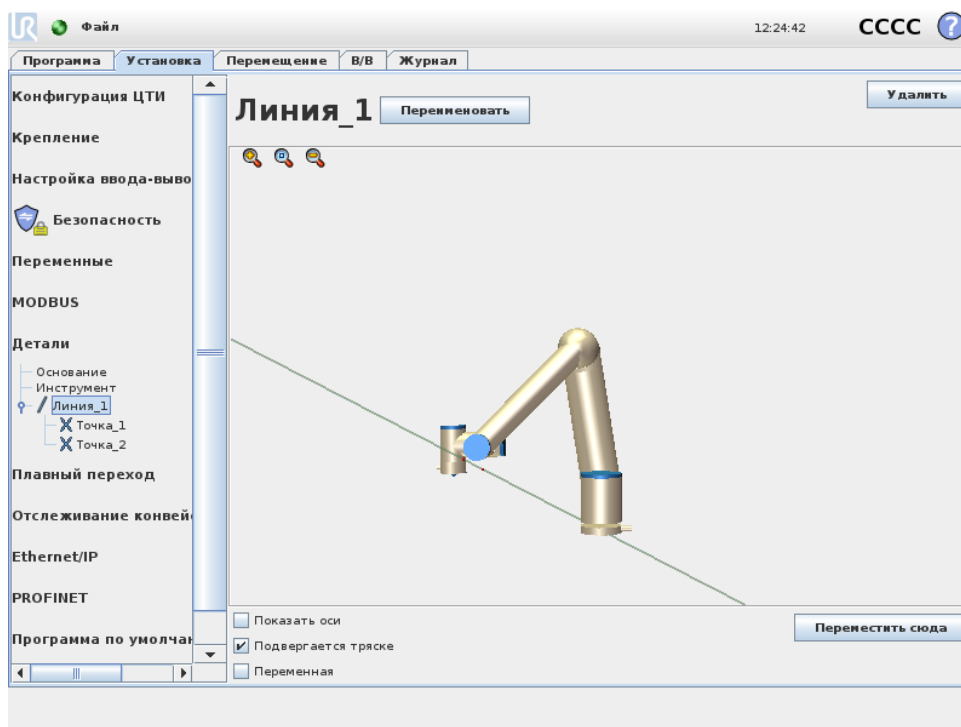 UR
Файл
12:24:42
CCCC
?
Программа
Установка
Перемещение
В/В
Журнал
Конфигурация ЦТИ
Крепление
Настройка ввода-выво
Безопасность
Переменные
MODBUS
Детали
Основание
Инструмент
Линия_1
Точка_1
Точка_2
Плавный переход
Отслеживание конвей
Ethernet/IP
PROFINET
Программа по умолчан
Линия_1
Переименовать
Удалить
Показать оси
Подвергается тряске
Переменная
Переместить сюда